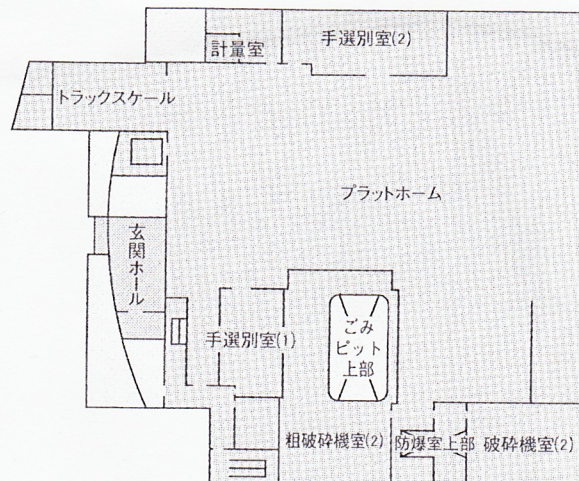 計量室
手選別室(2)
トラックスケール
プラットホーム
玄関ホール
手選別室(1)
ごみ
ピット
上部
粗破砕機室(2)
防爆室上部
破砕機室(2)